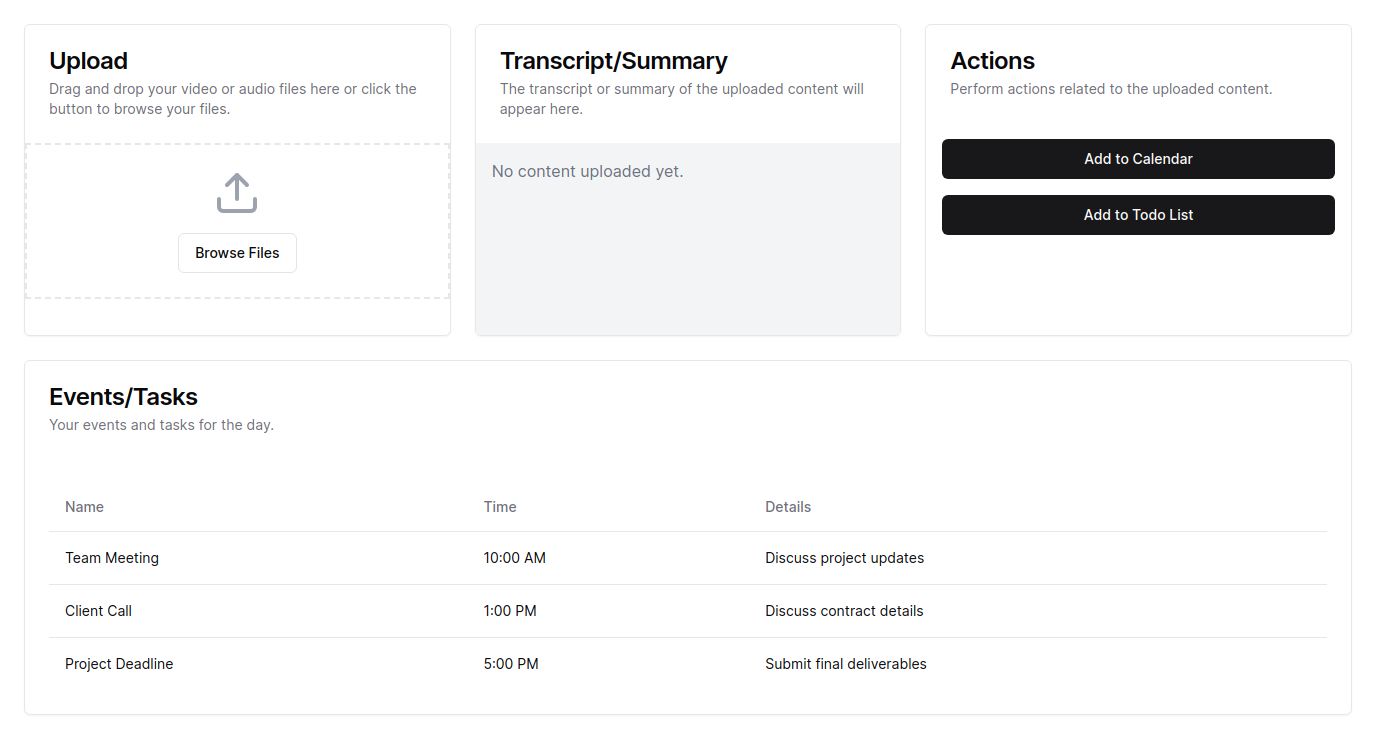 Upload
Drag and drop your video or audio files here or click the
button to browse your files.
Browse Files
Transcript/Summary
The transcript or summary of the uploaded content will
appear here.
No content uploaded yet.
Actions
Perform actions related to the uploaded content.
Add to Calendar
Add to Todo List
Events/Tasks
Your events and tasks for the day.
Name Time Details
Team Meeting 10:00 AM Discuss project updates
Client Call 1:00 PM Discuss contract details
Project Deadline 5:00 PM Submit final deliverables